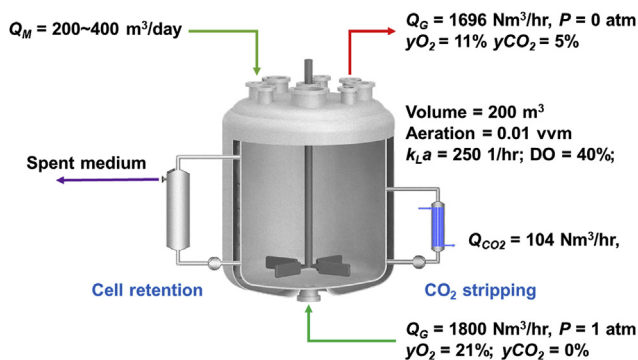 Q_M = 200~400 m³/day
Q_G = 1696 Nm³/hr, P = 0 atm
yO₂ = 11% yCO₂ = 5%
Volume = 200 m³
Aeration = 0.01 vvm
k_La = 250 1/hr; DO = 40%;
Spent medium
Q_CO2 = 104 Nm³/hr,
Cell retention
CO₂ stripping
Q_G = 1800 Nm³/hr, P = 1 atm
yO₂ = 21%; yCO₂ = 0%